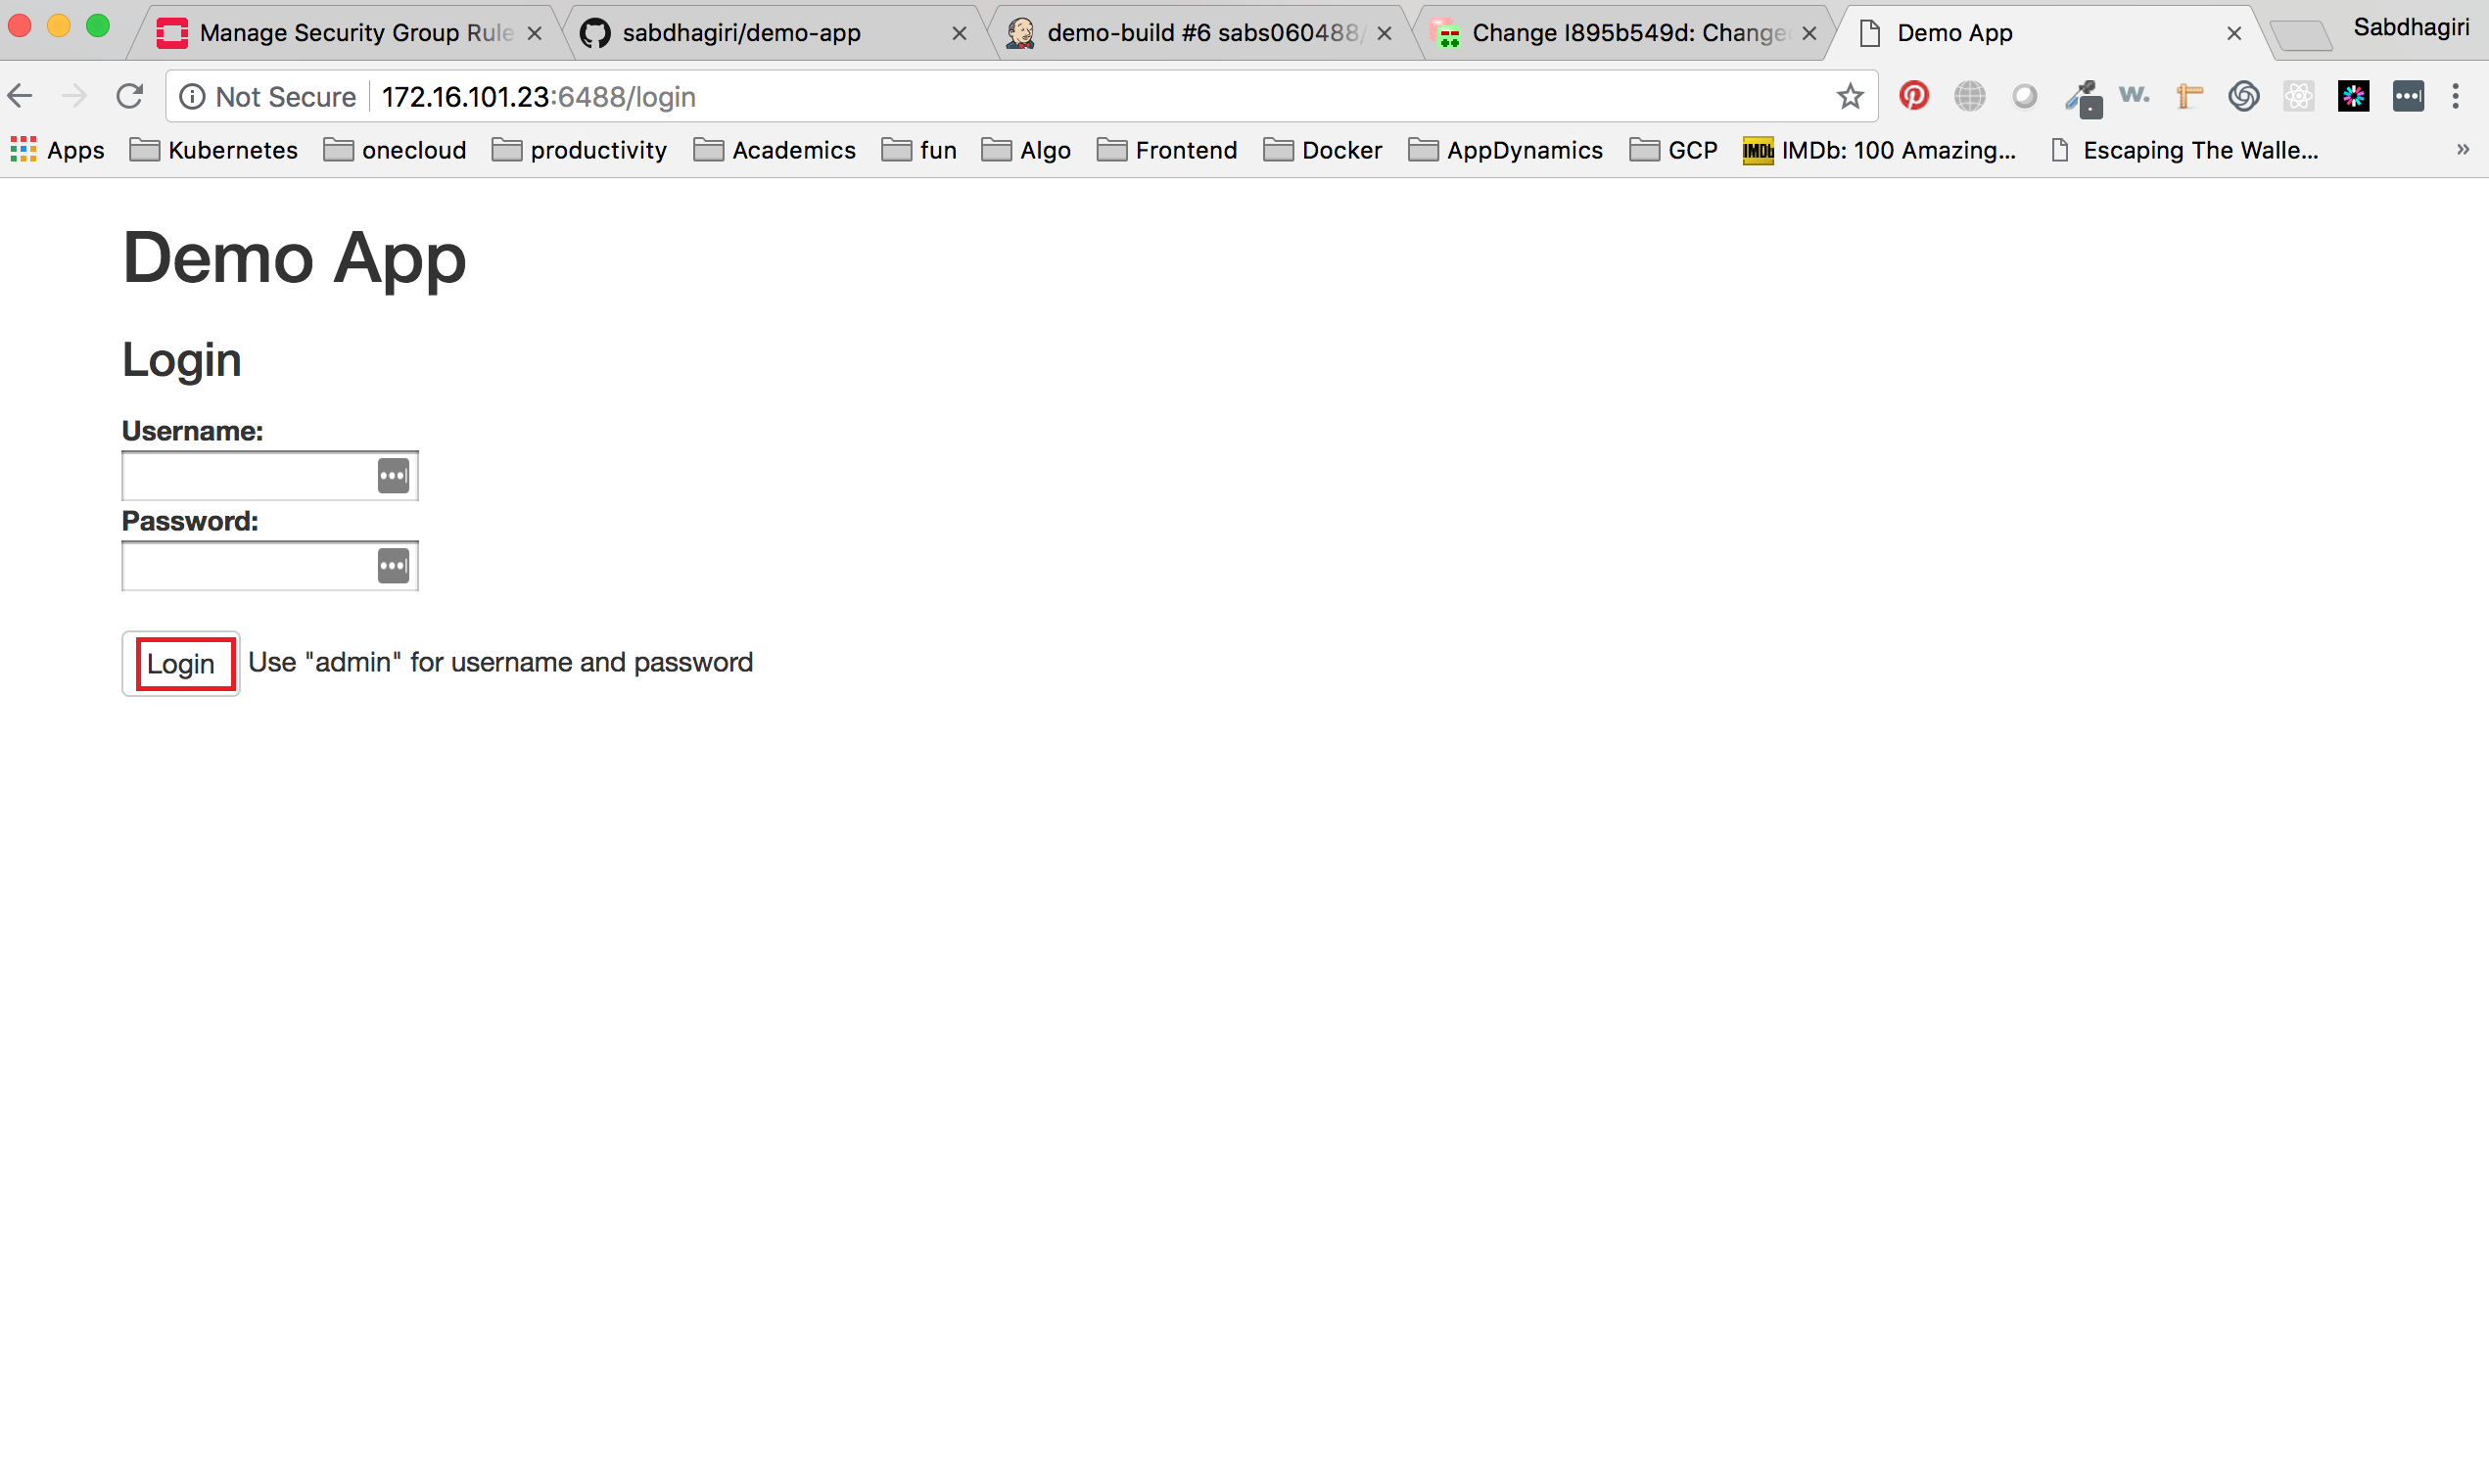 Manage Security Group Rule
sabdhagiri/demo-app
demo-build #6 sabs060488/
Change I895b549d: Change
Demo App
Sabdhagiri
Not Secure
172.16.101.23:6488/login
w.
Apps
Kubernetes
onecloud
productivity
Academics
fun
Algo
Frontend
Docker
AppDynamics
GCP
IMDb
IMDb: 100 Amazing...
Escaping The Walle...
»
Demo App
Login
Username:
Password:
Login
Use "admin" for username and password